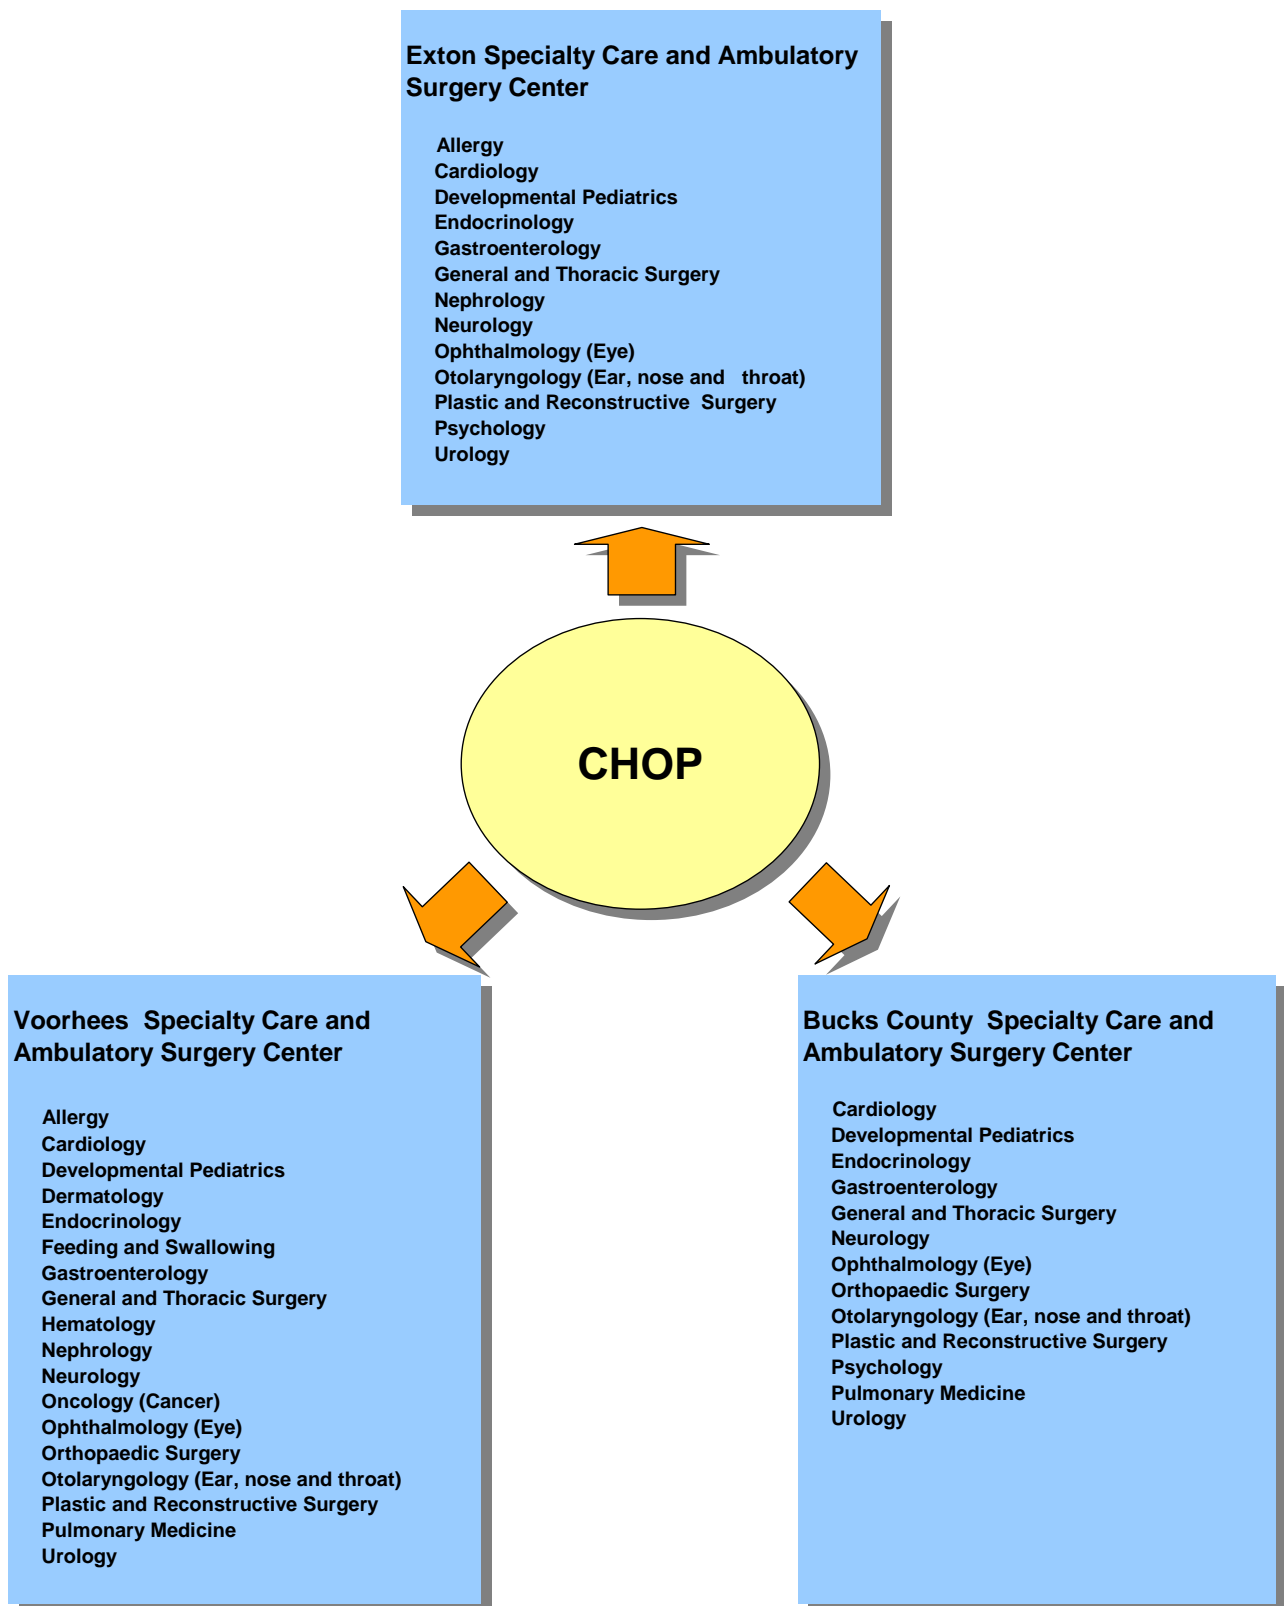 Exton Specialty Care and Ambulatory
Surgery Center
Allergy
Cardiology
Developmental Pediatrics
Endocrinology
Gastroenterology
General and Thoracic Surgery
Nephrology
Neurology
Ophthalmology (Eye)
Otolaryngology (Ear, nose and throat)
Plastic and Reconstructive Surgery
Psychology
Urology
CHOP
Voorhees Specialty Care and
Ambulatory Surgery Center
Allergy
Cardiology
Developmental Pediatrics
Dermatology
Endocrinology
Feeding and Swallowing
Gastroenterology
General and Thoracic Surgery
Hematology
Nephrology
Neurology
Oncology (Cancer)
Ophthalmology (Eye)
Orthopaedic Surgery
Otolaryngology (Ear, nose and throat)
Plastic and Reconstructive Surgery
Pulmonary Medicine
Urology
Bucks County Specialty Care and
Ambulatory Surgery Center
Cardiology
Developmental Pediatrics
Endocrinology
Gastroenterology
General and Thoracic Surgery
Neurology
Ophthalmology (Eye)
Orthopaedic Surgery
Otolaryngology (Ear, nose and throat)
Plastic and Reconstructive Surgery
Psychology
Pulmonary Medicine
Urology